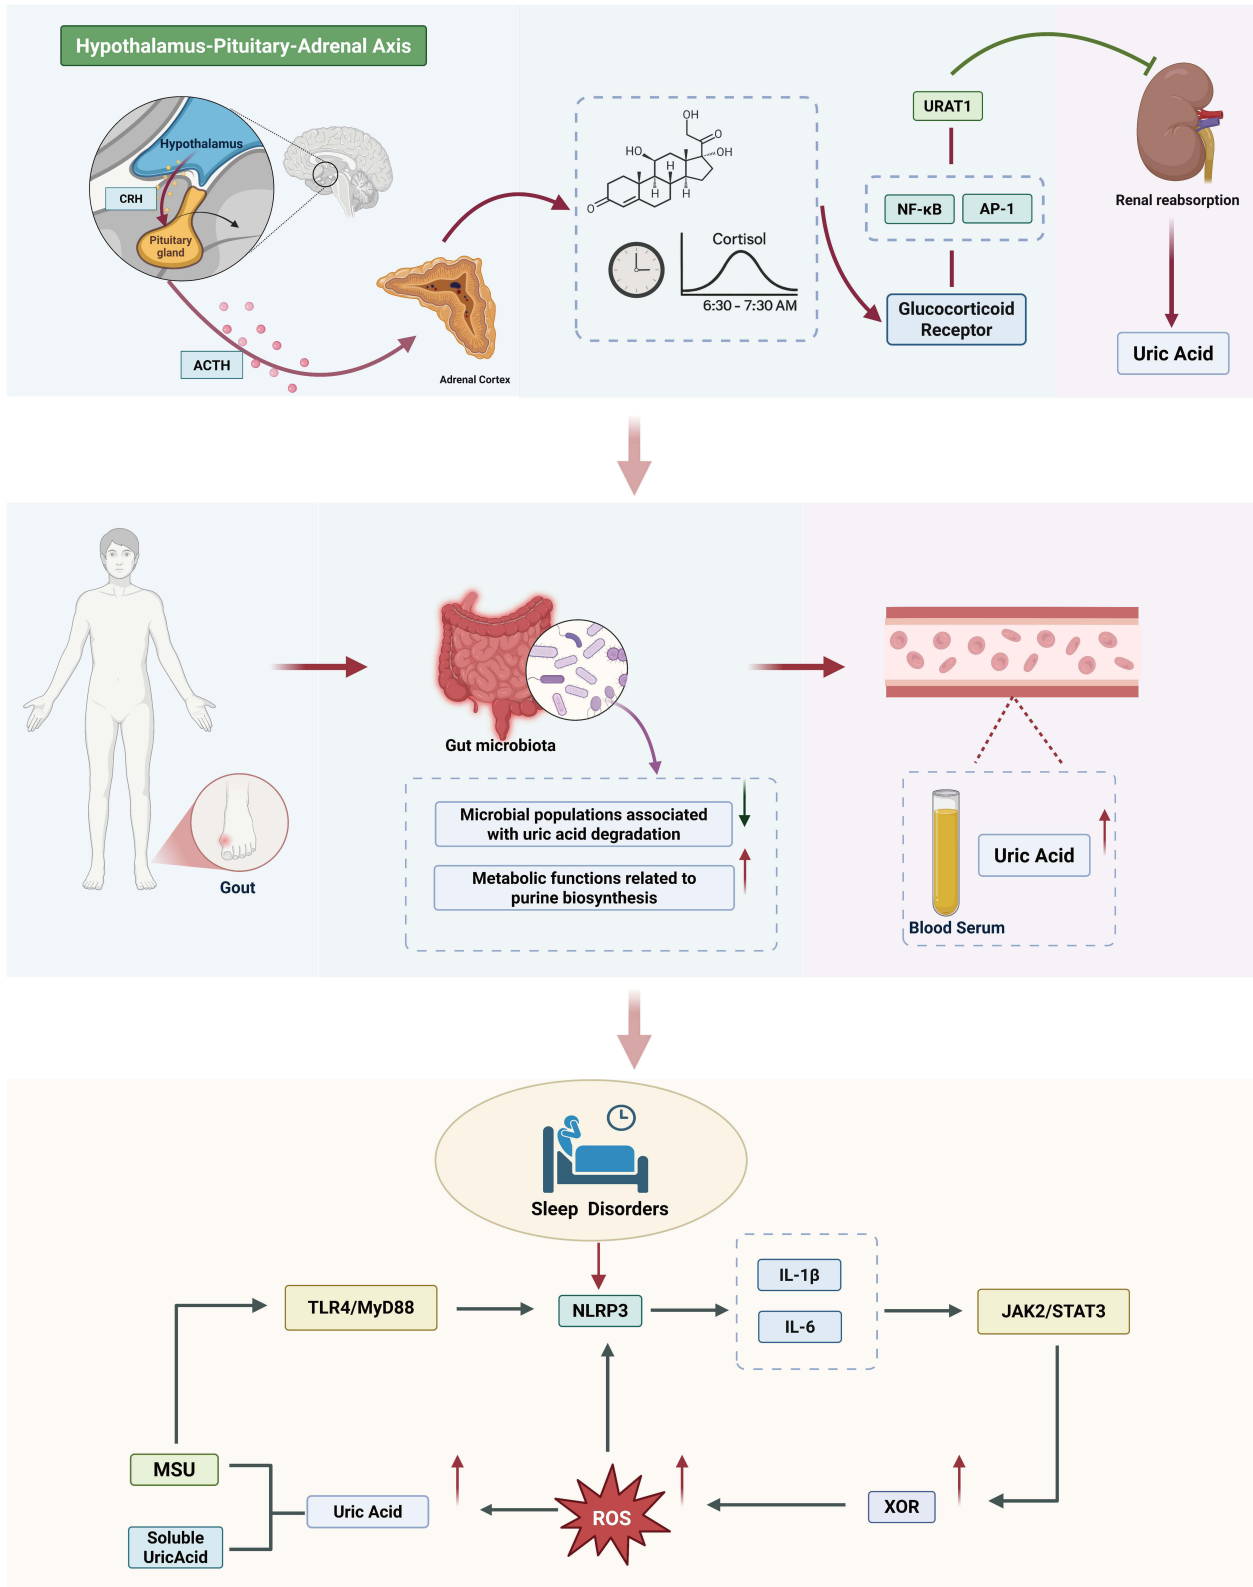 Hypothalamus-Pituitary-Adrenal Axis
Hypothalamus
CRH
Pituitary
gland
ACTH
Adrenal Cortex
OH
O
HO
OH
H
H
H
H
O
Cortisol
6:30 - 7:30 AM
URAT1
NF-κB
AP-1
Glucocorticoid
Receptor
Renal reabsorption
Uric Acid
Gout
Gut microbiota
Microbial populations associated
with uric acid degradation
Metabolic functions related to
purine biosynthesis
Uric Acid
Blood Serum
Sleep Disorders
TLR4/MyD88
NLRP3
IL-1β
IL-6
JAK2/STAT3
MSU
Soluble
UricAcid
Uric Acid
ROS
XOR